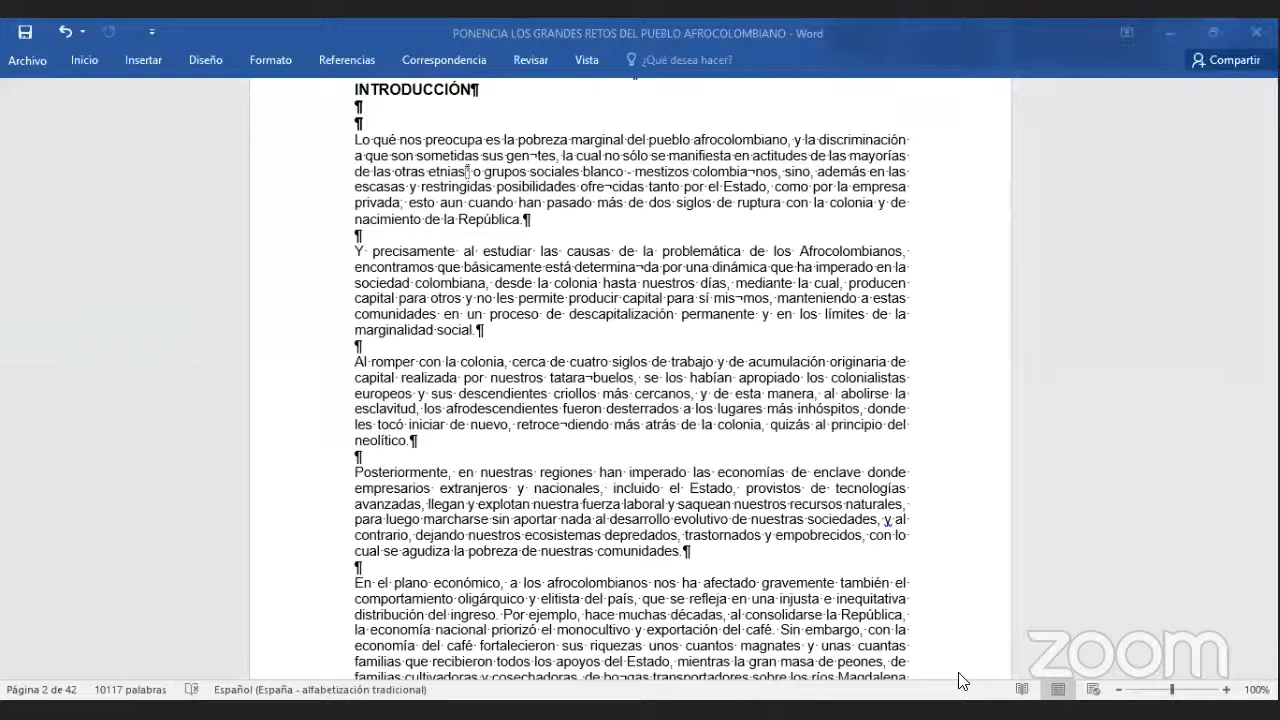 PONENCIA LOS GRANDES RETOS DEL PUEBLO AFROCOLOMBIANO - Word
Archivo Inicio Insertar Diseño Formato Referencias Correspondencia Revisar Vista ¿Qué desea hacer? Compartir
INTRODUCCIÓN¶
¶
¶
Lo qué nos preocupa es la pobreza marginal del pueblo afrocolombiano, y la discriminación
a que son sometidas sus gen¬tes, la cual no sólo se manifiesta en actitudes de las mayorías
de las otras etnias o grupos sociales blanco - mestizos colombia¬nos, sino, además en las
escasas y restringidas posibilidades ofre¬cidas tanto por el Estado, como por la empresa
privada; esto aun cuando han pasado más de dos siglos de ruptura con la colonia y de
nacimiento de la República.¶
¶
Y precisamente al estudiar las causas de la problemática de los Afrocolombianos,
encontramos que básicamente está determina¬da por una dinámica que ha imperado en la
sociedad colombiana, desde la colonia hasta nuestros días, mediante la cual, producen
capital para otros y no les permite producir capital para sí mis¬mos, manteniendo a estas
comunidades en un proceso de descapitalización permanente y en los límites de la
marginalidad social.¶
¶
Al romper con la colonia, cerca de cuatro siglos de trabajo y de acumulación originaria de
capital realizada por nuestros tatara¬buelos, se los habían apropiado los colonialistas
europeos y sus descendientes criollos más cercanos, y de esta manera, al abolirse la
esclavitud, los afrodescendientes fueron desterrados a los lugares más inhóspitos, donde
les tocó iniciar de nuevo, retroce¬diendo más atrás de la colonia, quizás al principio del
neolítico.¶
¶
Posteriormente, en nuestras regiones han imperado las economías de enclave donde
empresarios extranjeros y nacionales, incluido el Estado, provistos de tecnologías
avanzadas, llegan y explotan nuestra fuerza laboral y saquean nuestros recursos naturales,
para luego marcharse sin aportar nada al desarrollo evolutivo de nuestras sociedades, y al
contrario, dejando nuestros ecosistemas depredados, trastornados y empobrecidos, con lo
cual se agudiza la pobreza de nuestras comunidades.¶
¶
En el plano económico, a los afrocolombianos nos ha afectado gravemente también el
comportamiento oligárquico y elitista del país, que se refleja en una injusta e inequitativa
distribución del ingreso. Por ejemplo, hace muchas décadas, al consolidarse la República,
la economía nacional priorizó el monocultivo y exportación del café. Sin embargo, con la
economía del café fortalecieron sus riquezas unos cuantos magnates y unas cuantas
familias que recibieron todos los apoyos del Estado, mientras la gran masa de peones, de
familias cultivadoras y cosechadoras, de bo¬gas transportadores sobre los ríos Magdalena
zoom
Página 2 de 42 10117 palabras Español (España - alfabetización tradicional) 100%